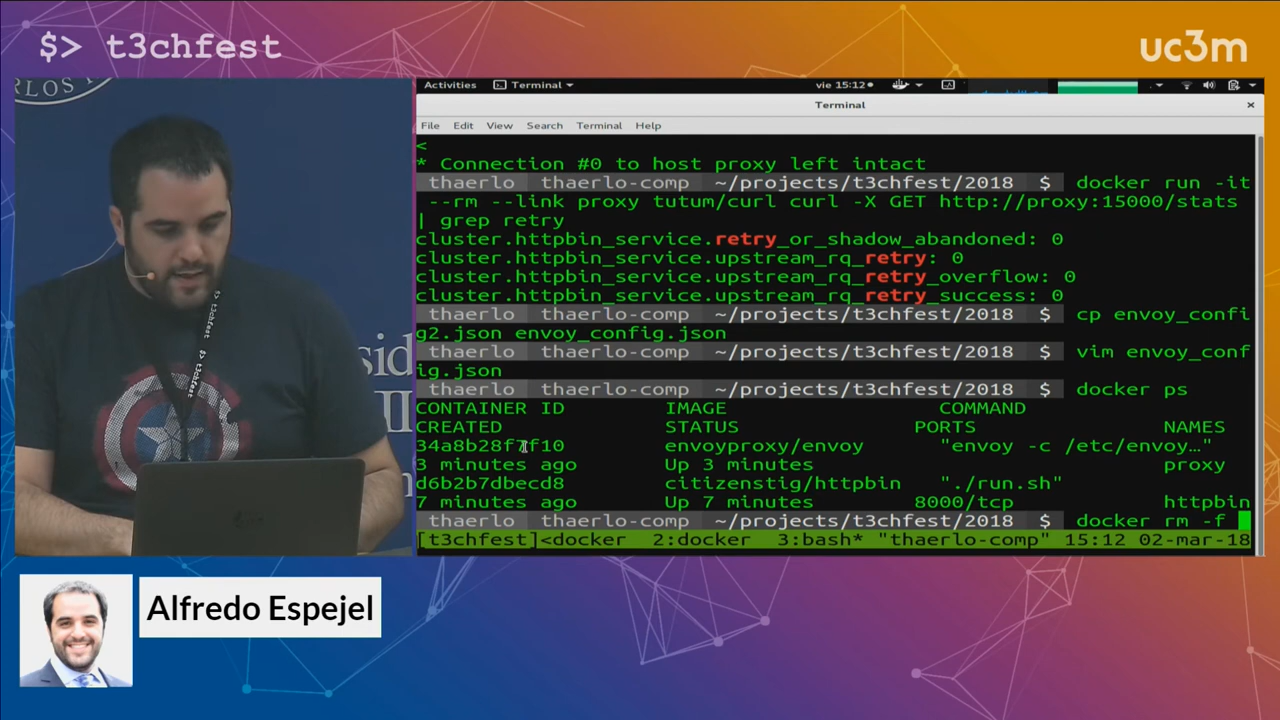 $> t3chfest
uc3m
RLOS
Activities Terminal vie 15:12
Terminal
File Edit View Search Terminal Help
<
* Connection #0 to host proxy left intact
thaerlo thaerlo-comp ~/projects/t3chfest/2018 $ docker run -it
--rm --link proxy tutum/curl curl -X GET http://proxy:15000/stats
| grep retry
cluster.httpbin_service.retry_or_shadow_abandoned: 0
cluster.httpbin_service.upstream_rq_retry: 0
cluster.httpbin_service.upstream_rq_retry_overflow: 0
cluster.httpbin_service.upstream_rq_retry_success: 0
thaerlo thaerlo-comp ~/projects/t3chfest/2018 $ cp envoy_confi
g2.json envoy_config.json
thaerlo thaerlo-comp ~/projects/t3chfest/2018 $ vim envoy_conf
ig.json
thaerlo thaerlo-comp ~/projects/t3chfest/2018 $ docker ps
CONTAINER ID IMAGE COMMAND
CREATED STATUS PORTS NAMES
34a8b28f7f10 envoyproxy/envoy "envoy -c /etc/envoy…"
3 minutes ago Up 3 minutes proxy
d6b2b7dbecd8 citizenstig/httpbin "./run.sh"
7 minutes ago Up 7 minutes 8000/tcp httpbin
thaerlo thaerlo-comp ~/projects/t3chfest/2018 $ docker rm -f
[t3chfest]<docker 2:docker 3:bash* "thaerlo-comp" 15:12 02-mar-18
Alfredo Espejel